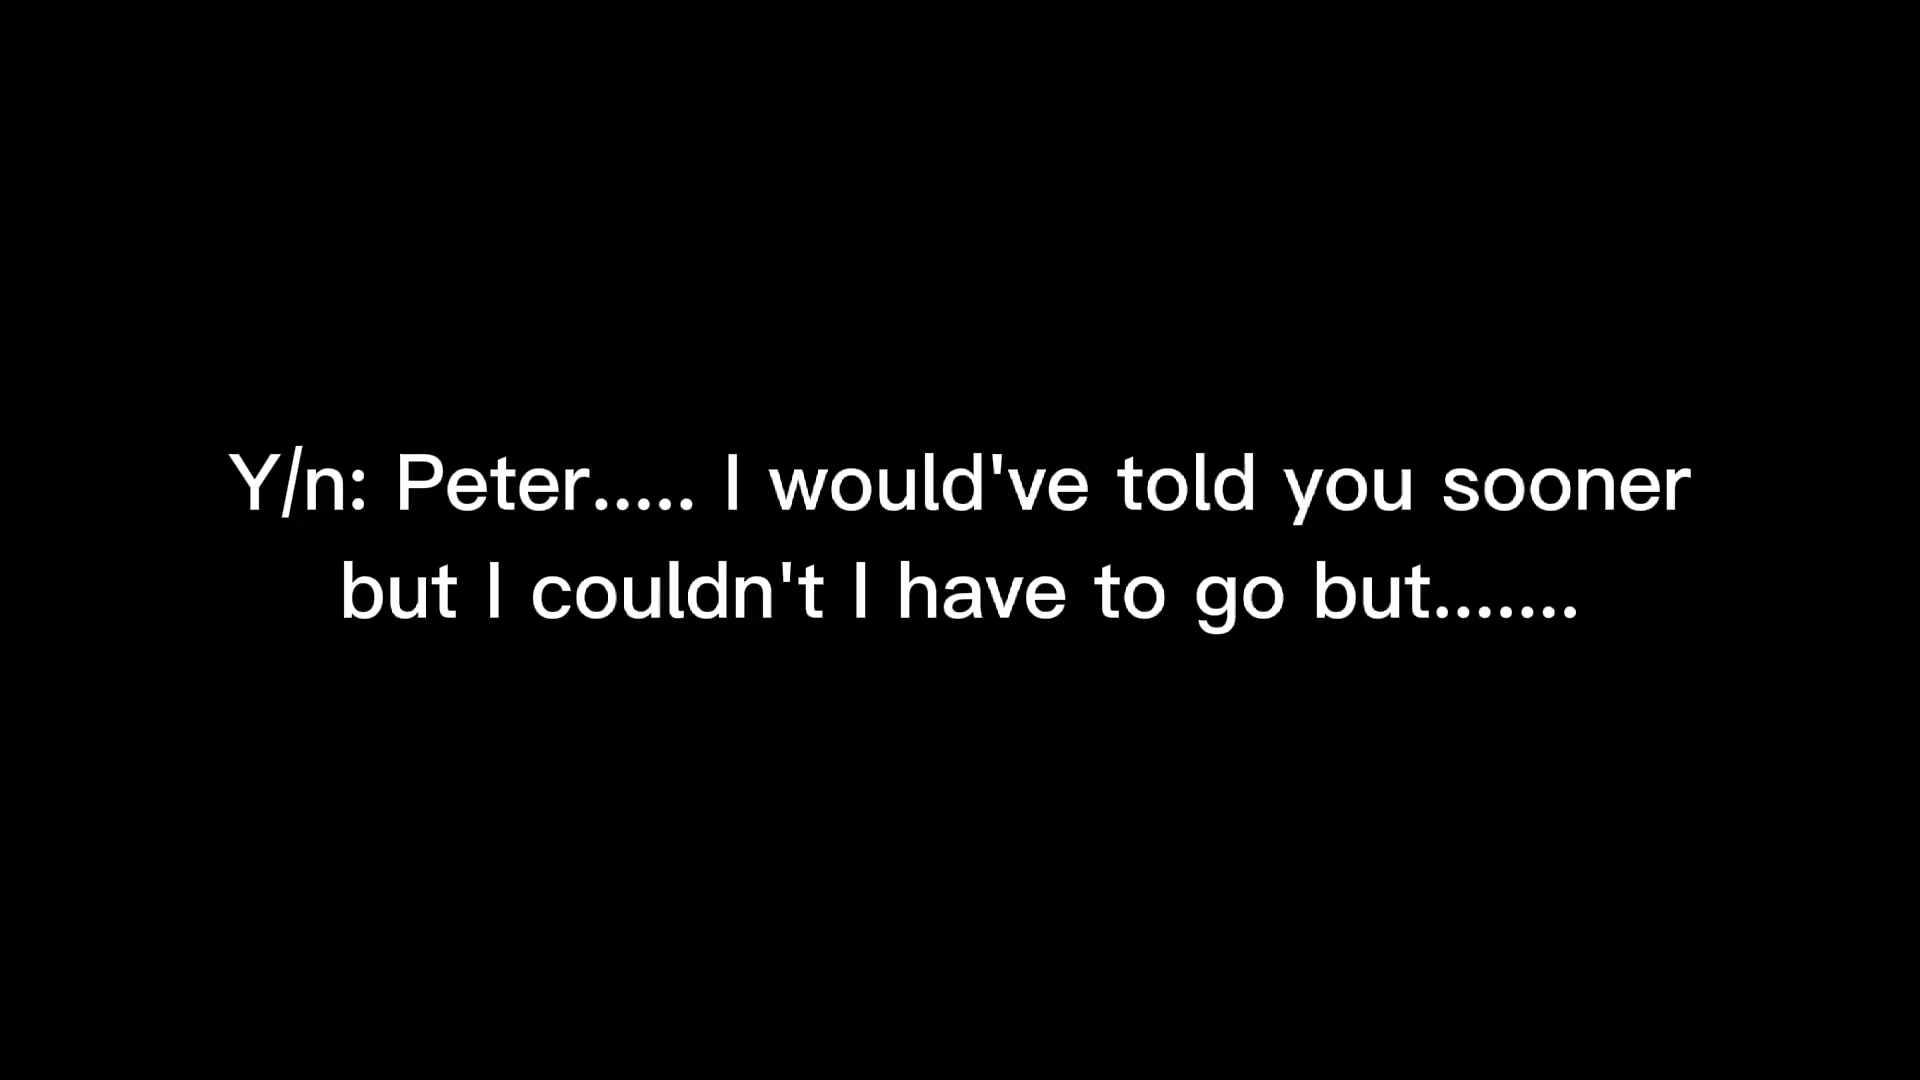 Y/n: Peter..... I would've told you sooner
but I couldn't I have to go but.......